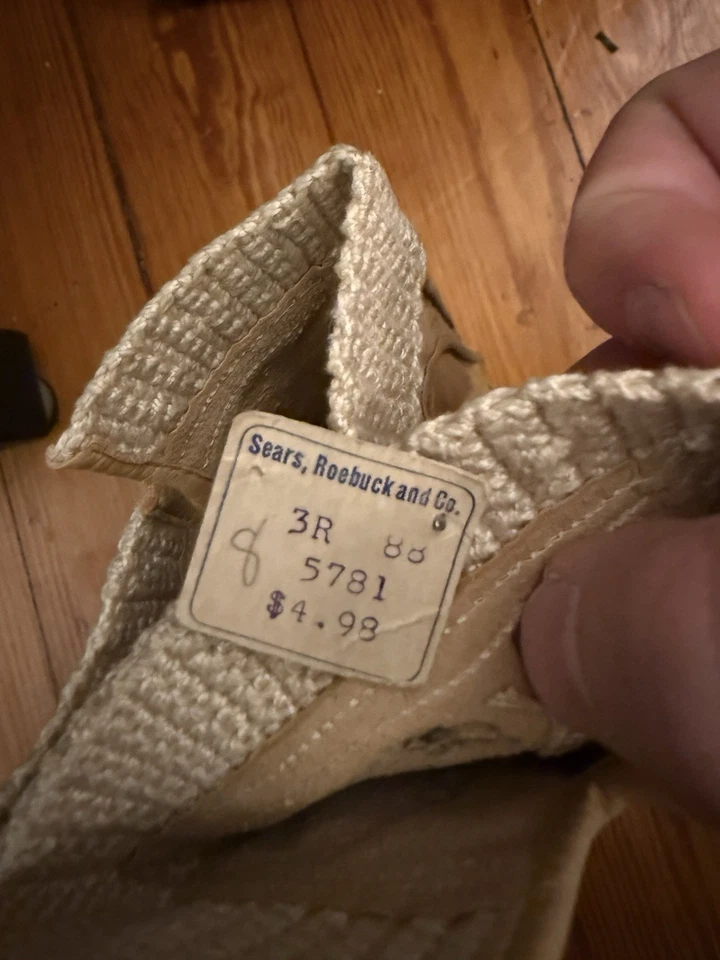 Sears, Roebuck and Co.
3R 88
8 5781
$4.98